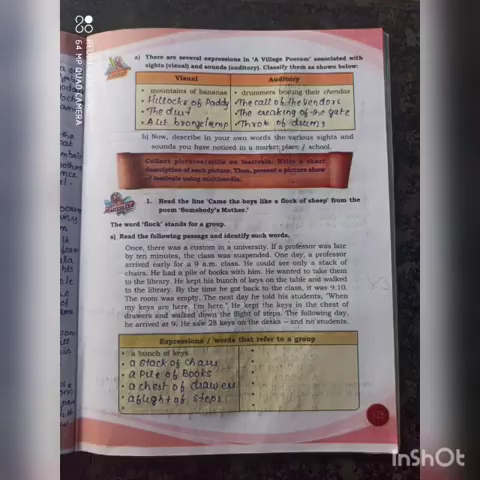 a) There are several expressions in 'A Village Pooram' associated with
sights (visual) and sounds (auditory). Classify them as shown below:
Visual
Auditory
• mountains of bananas
• drummers beating their chendas
• Hillocks of Paddy
• The call of the vendors
• The dust
• The creaking of the gate
• A lit bronze lamp
• Throb of drums
b) Now, describe in your own words the various sights and
sounds you have noticed in a market place / school.
Collect pictures/stills on festivals. Write a short
description of each picture. Then, present a picture show
of festivals using multimedia.
1. Read the line 'Came the boys like a flock of sheep' from the
poem 'Somebody's Mother.'
The word 'flock' stands for a group.
a) Read the following passage and identify such words.
Once, there was a custom in a university. If a professor was late
by ten minutes, the class was suspended. One day, a professor
arrived early for a 9 a.m. class. He could see only a stack of
chairs. He had a pile of books with him. He wanted to take them
to the library. He kept his bunch of keys on the table and walked
to the library. By the time he got back to the class, it was 9.10.
The room was empty. The next day he told his students, "When
my keys are here, I'm here." He kept the keys in the chest of
drawers and walked down the flight of steps. The following day,
he arrived at 9. He saw 28 keys on the desks – and no students.
Expressions / words that refer to a group
• a bunch of keys
• a stack of chairs
• a pile of Books
• a chest of drawers
• a flight of steps
64 MP QUAD CAMERA
InShOt